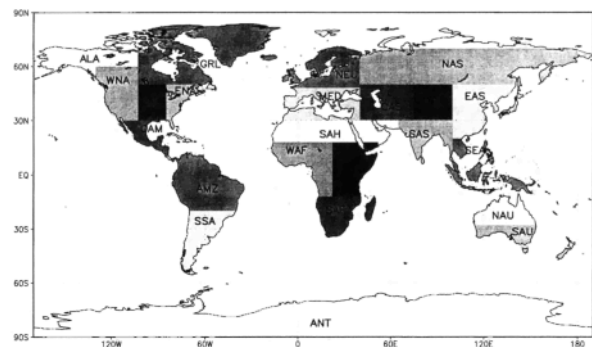 90N
GRL
ALA
NEU
NAS
60N
WNA
ENA
MED
EAS
30N
SAH
SAS
WAF
SEA
EQ
AMZ
NAU
SSA
30S
SAU
60S
ANT
90S
120W 60W 0 60E 120E 180